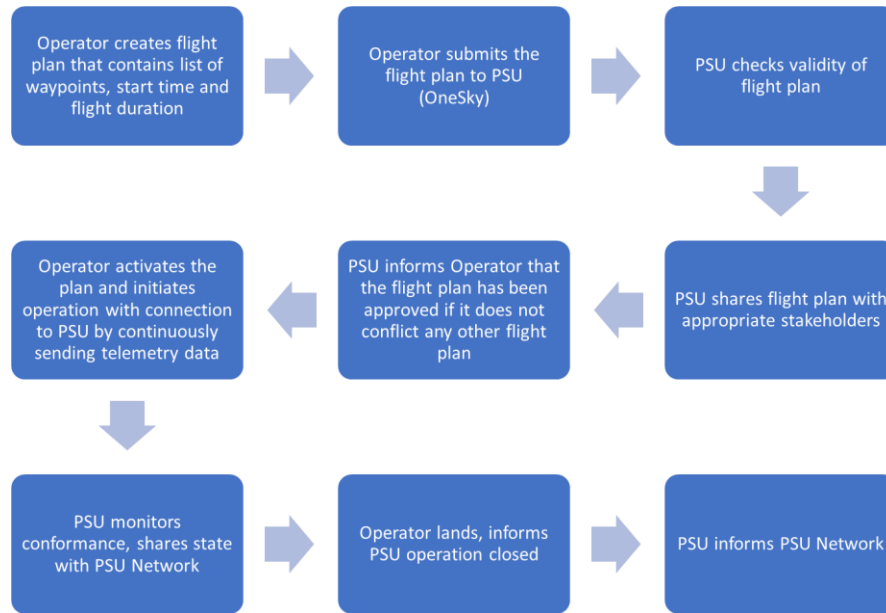 Operator creates flight
plan that contains list of
waypoints, start time and
flight duration
Operator submits the
flight plan to PSU
(OneSky)
PSU checks validity of
flight plan
PSU shares flight plan with
appropriate stakeholders
PSU informs Operator that
the flight plan has been
approved if it does not
conflict any other flight
plan
Operator activates the
plan and initiates
operation with connection
to PSU by continuously
sending telemetry data
PSU monitors
conformance, shares state
with PSU Network
Operator lands, informs
PSU operation closed
PSU informs PSU Network